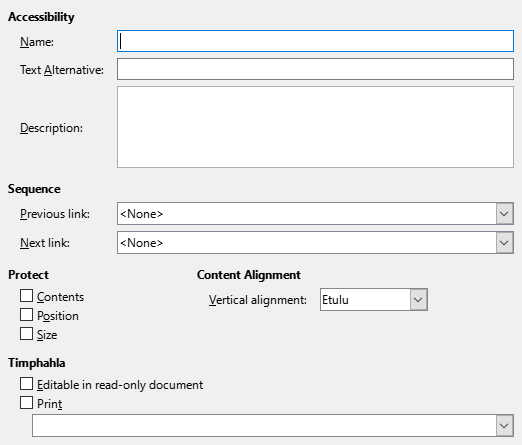 Accessibility
Name:
Text Alternative:
Description:
Sequence
Previous link: <None>
Next link: <None>
Protect
Contents
Position
Size
Content Alignment
Vertical alignment: Etulu
Timphahla
Editable in read-only document
Print